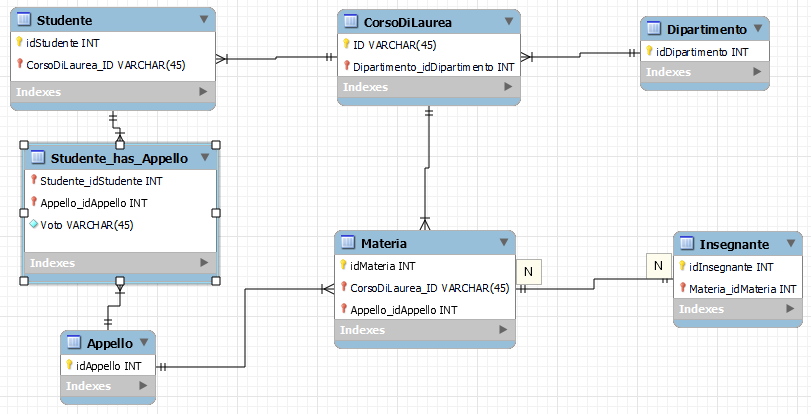 Studente
idStudente INT
CorsoDiLaurea_ID VARCHAR(45)
Indexes
CorsoDiLaurea
ID VARCHAR(45)
Dipartimento_idDipartimento INT
Indexes
Dipartimento
idDipartimento INT
Indexes
Studente_has_Appello
Studente_idStudente INT
Appello_idAppello INT
Voto VARCHAR(45)
Indexes
Materia
idMateria INT
CorsoDiLaurea_ID VARCHAR(45)
Appello_idAppello INT
Indexes
N
N
Insegnante
idInsegnante INT
Materia_idMateria INT
Indexes
Appello
idAppello INT
Indexes